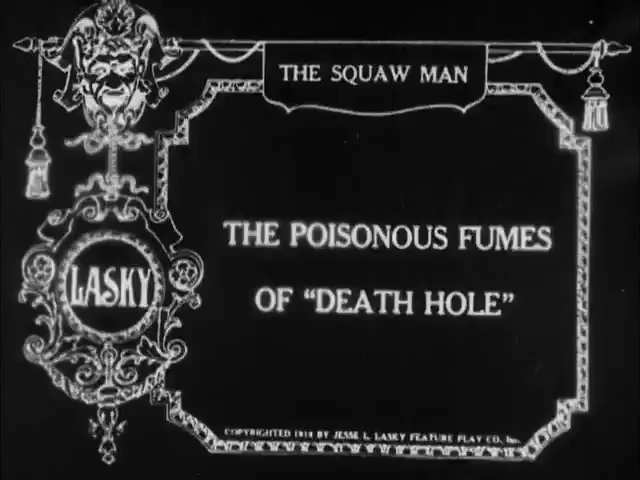 THE SQUAW MAN
THE POISONOUS FUMES
OF “DEATH HOLE”
LASKY
COPYRIGHTED 1914 BY JESSE L. LASKY FEATURE PLAY CO., Inc.